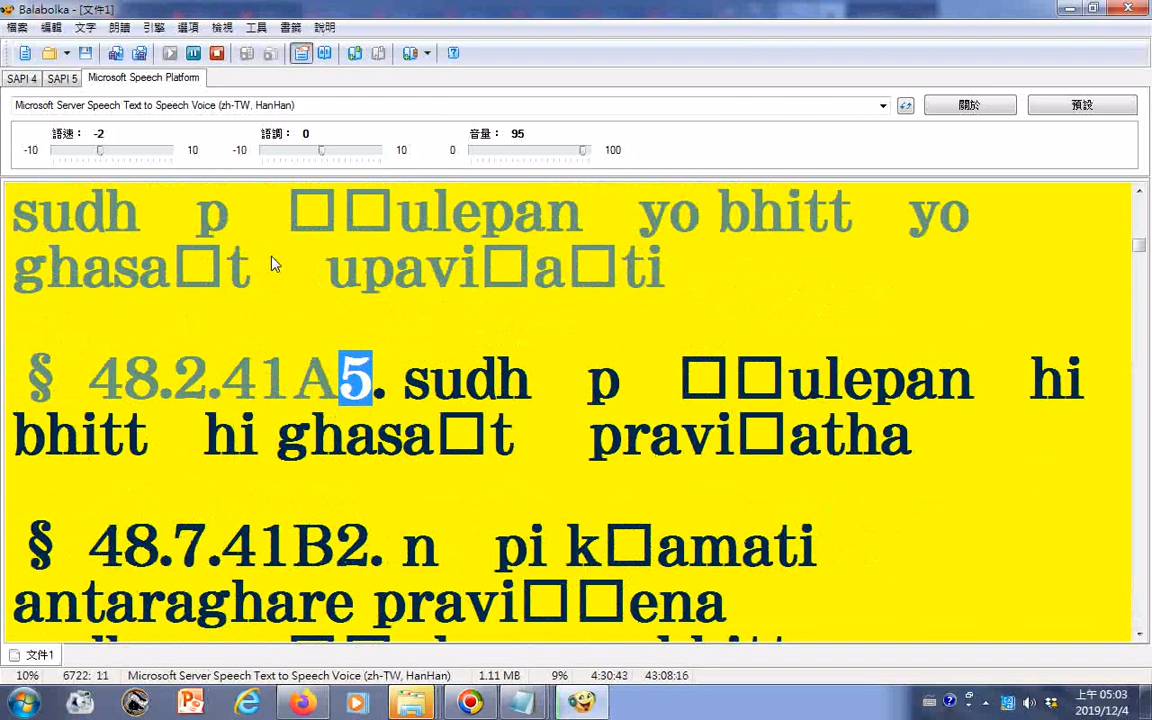 Balabolka - [文件1]
檔案 編輯 文字 朗讀 引擎 選項 檢視 工具 書籤 說明
SAPI 4 SAPI 5 Microsoft Speech Platform
Microsoft Server Speech Text to Speech Voice (zh-TW, HanHan) 關於 預設
語速： -2 語調： 0 音量： 95
-10 10 -10 10 0 100
sudh p □□ulepan yo bhitt yo
ghasa□t upavi□a□ti
§ 48.2.41A5. sudh p □□ulepan hi
bhitt hi ghasa□t pravi□atha
§ 48.7.41B2. n pi k□amati
antaraghare pravi□□ena
文件1
10% 6722: 11 Microsoft Server Speech Text to Speech Voice (zh-TW, HanHan) 1.11 MB 9% 4:30:43 43:08:16
上午 05:03
2019/12/4